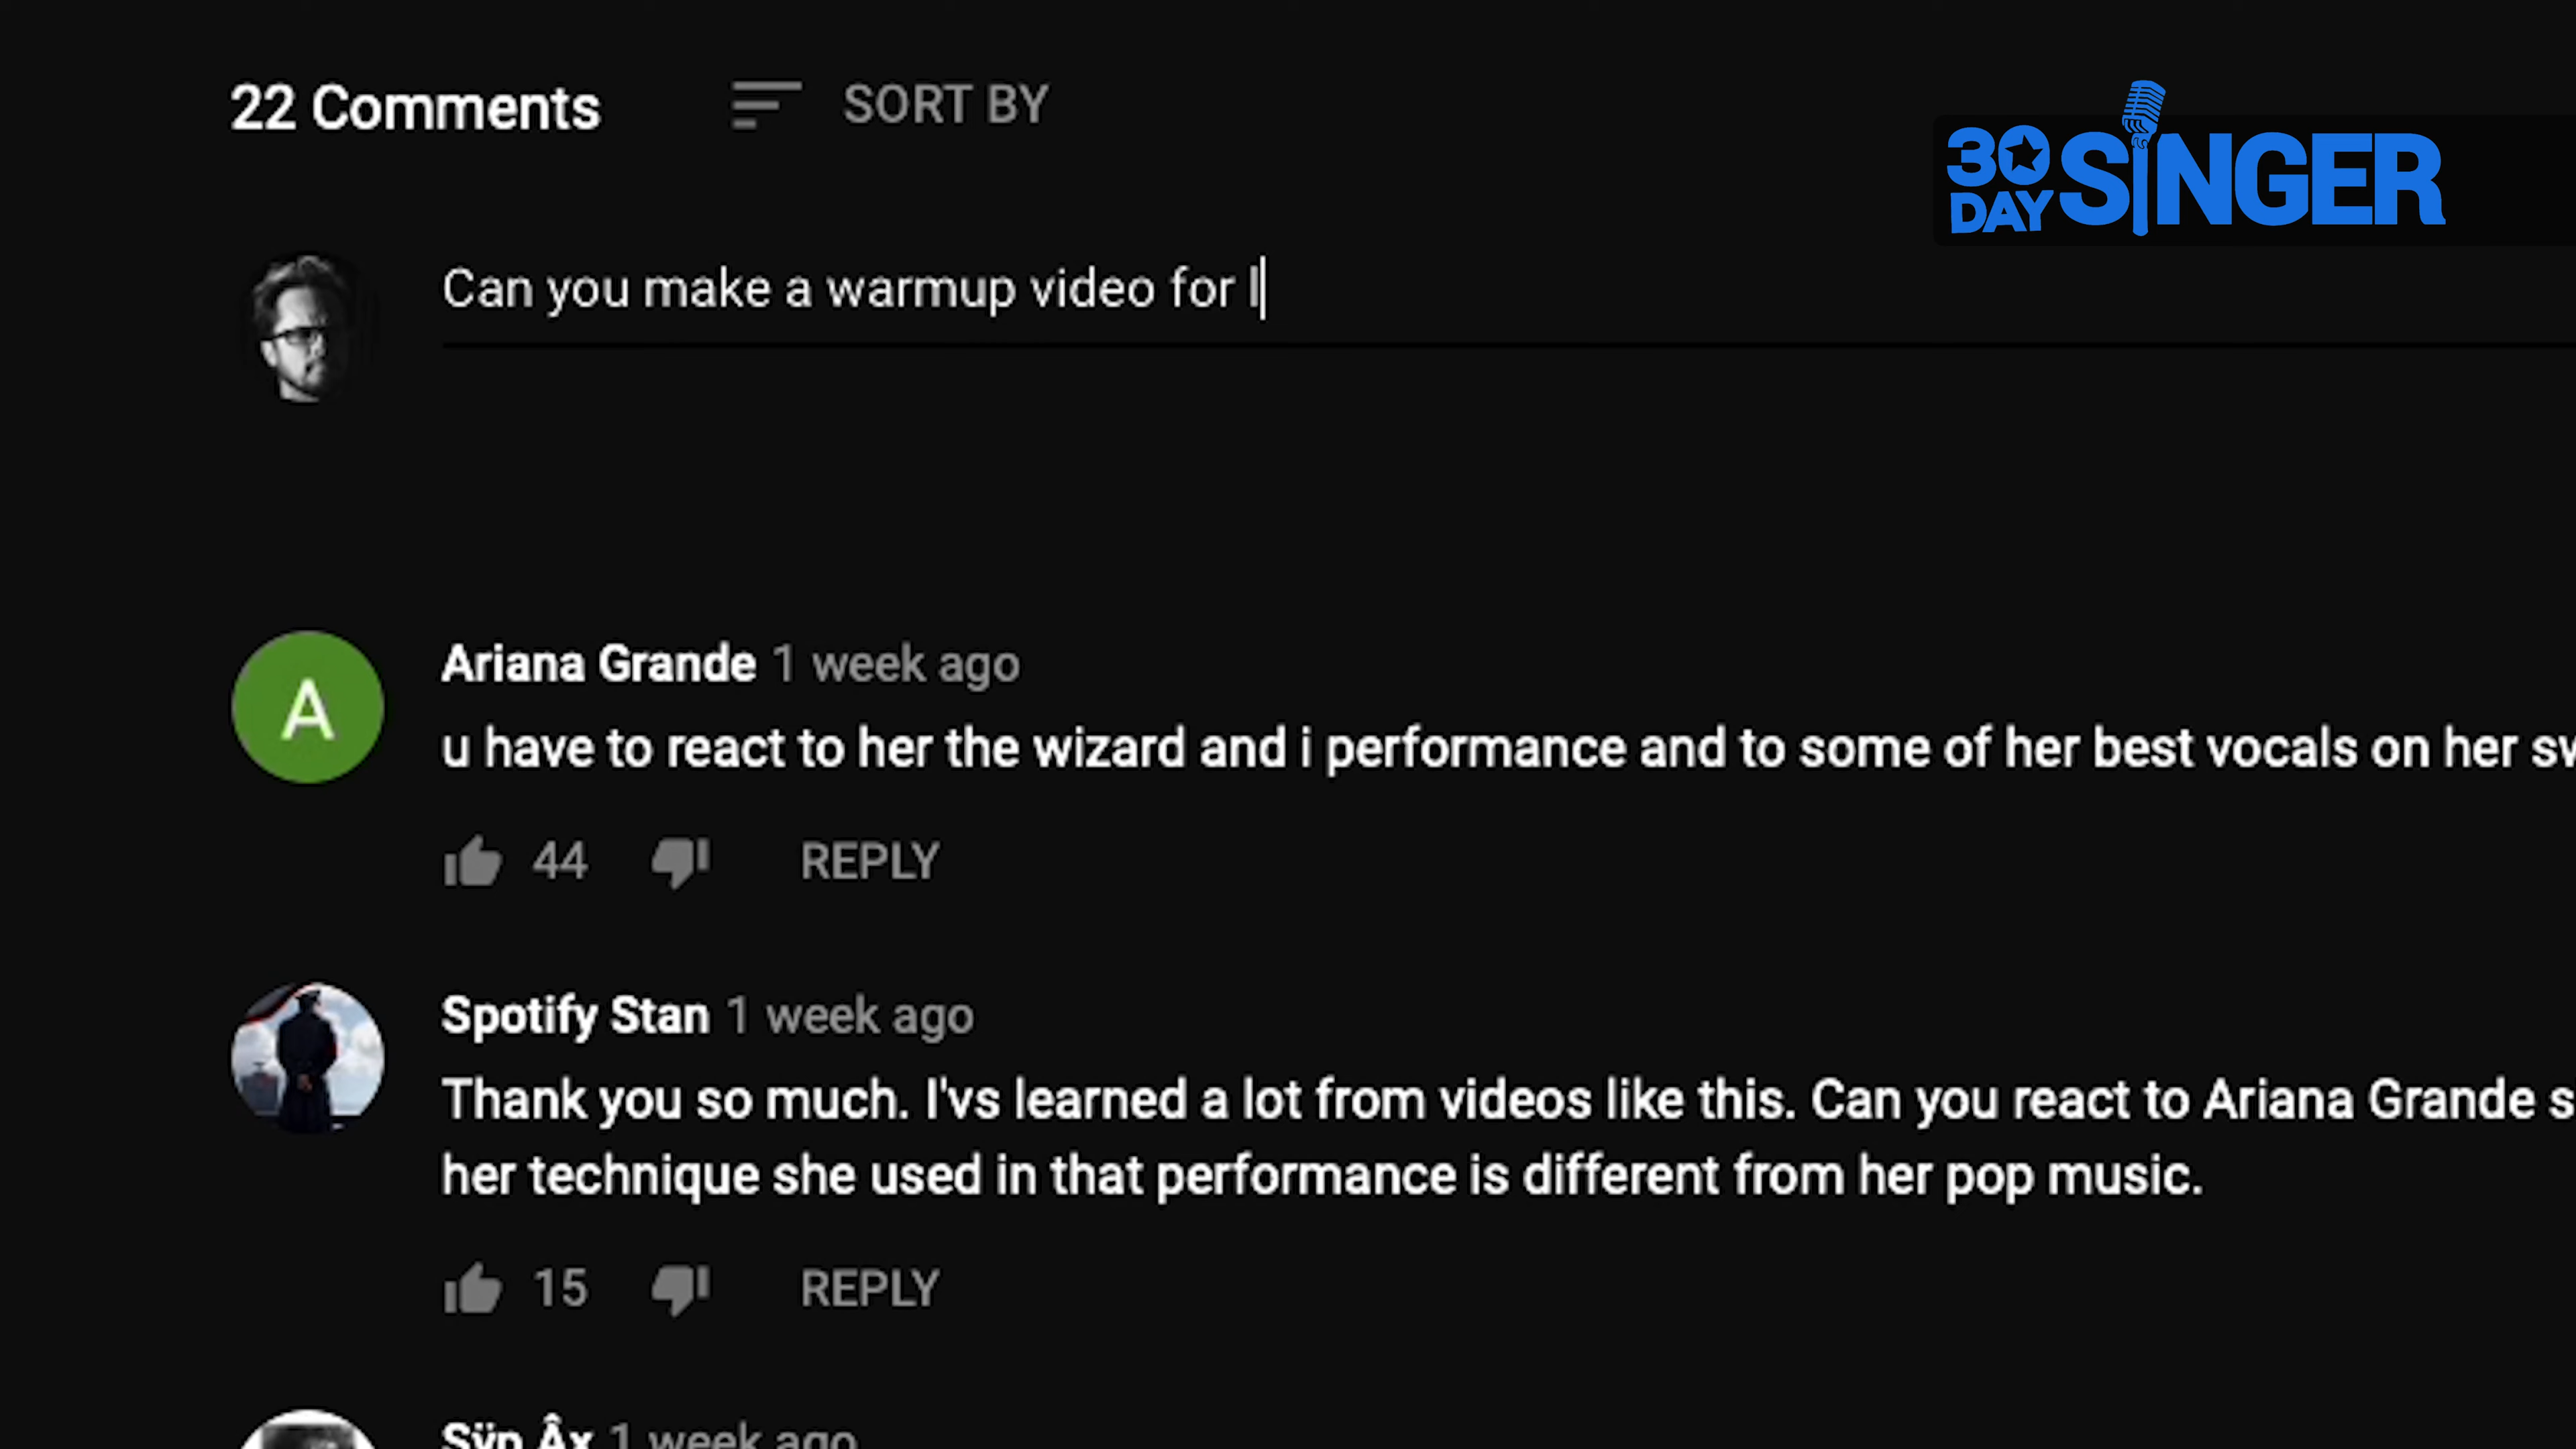 22 Comments
SORT BY
30 DAY SINGER
Can you make a warmup video for l
A
Ariana Grande 1 week ago
u have to react to her the wizard and i performance and to some of her best vocals on her sw
44
REPLY
Spotify Stan 1 week ago
Thank you so much. I'vs learned a lot from videos like this. Can you react to Ariana Grande s
her technique she used in that performance is different from her pop music.
15
REPLY
Sÿn Âx 1 week ago